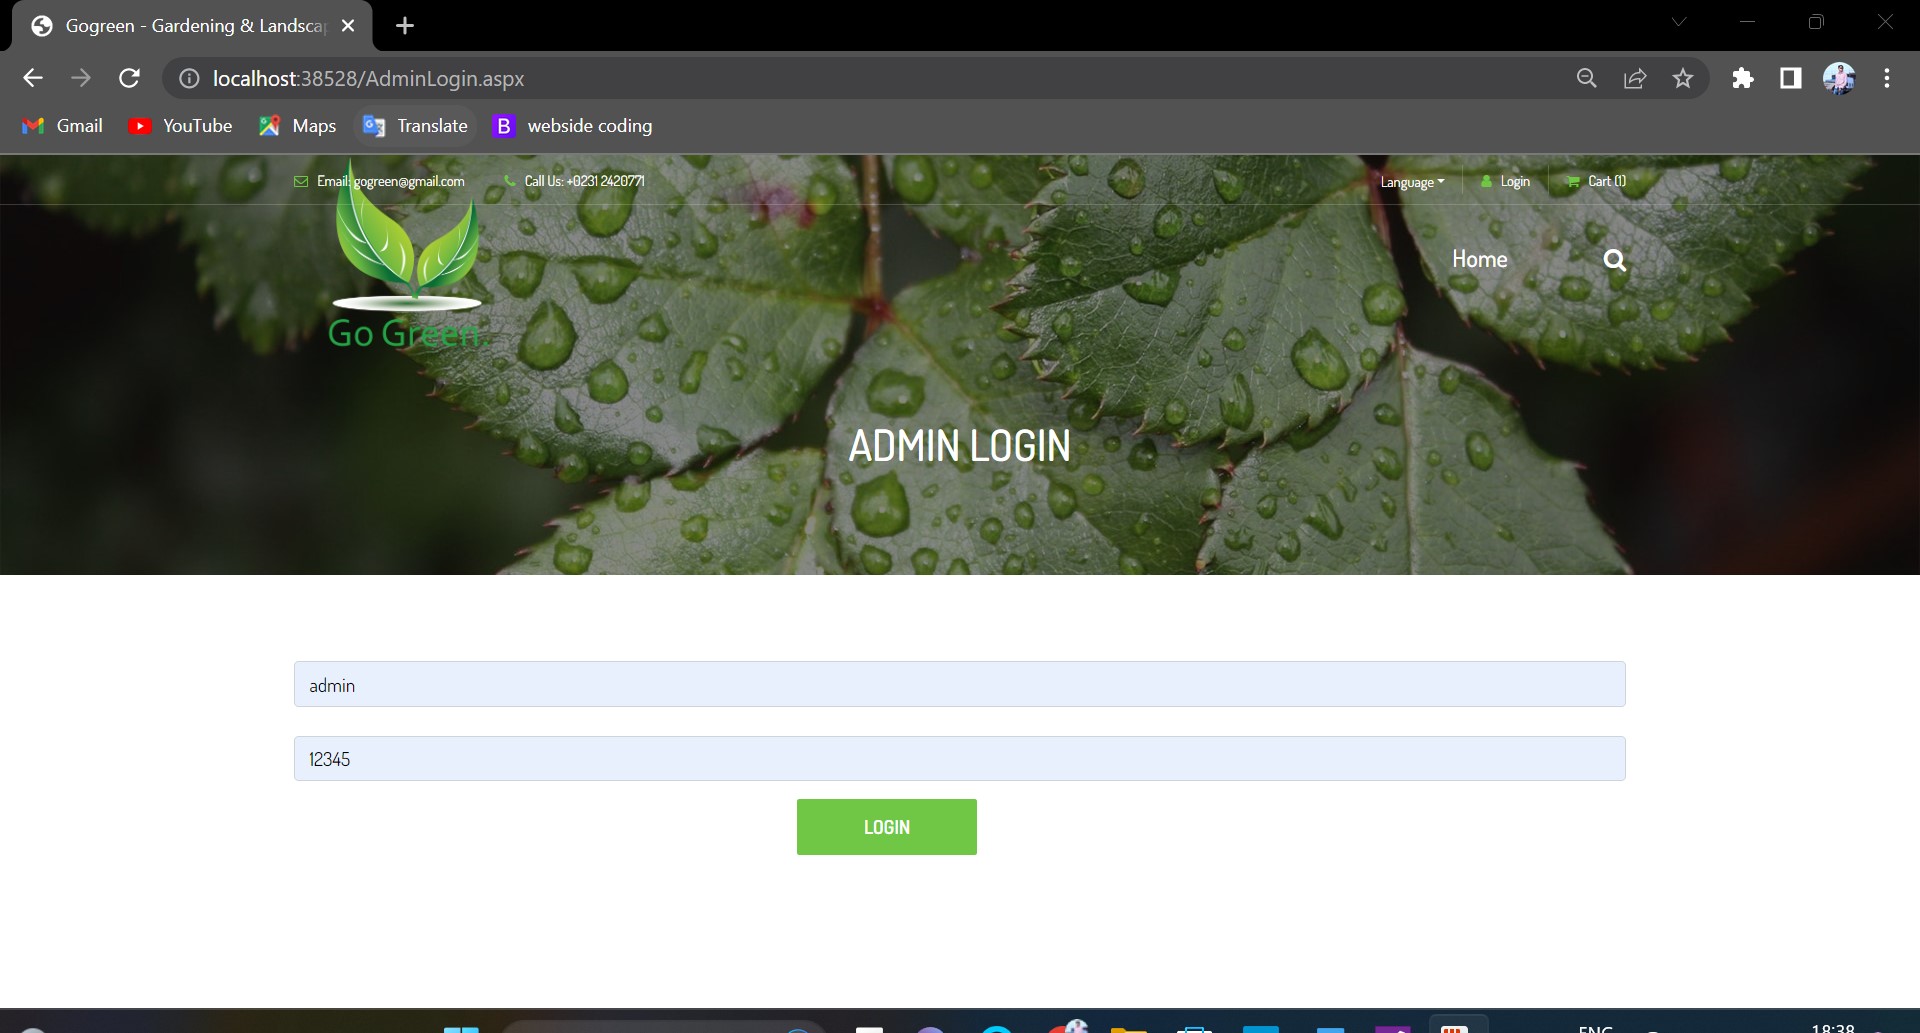 Gogreen - Gardening & Landsca
localhost:38528/AdminLogin.aspx
Gmail YouTube Maps Translate B webside coding
Email: gogreen@gmail.com Call Us: +0231 2420771 Language Login Cart (1)
Home
Go Green.
ADMIN LOGIN
admin
12345
LOGIN
ENG 18:38